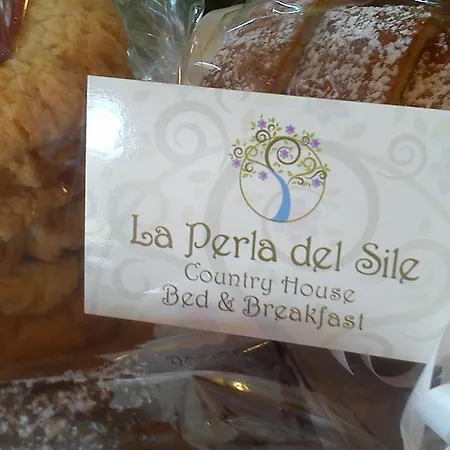 La Perla del Sile
Country House
Bed & Breakfast